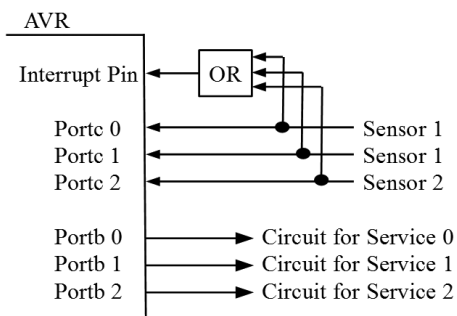 AVR
Interrupt Pin
OR
Portc 0
Sensor 1
Portc 1
Sensor 1
Portc 2
Sensor 2
Portb 0
Circuit for Service 0
Portb 1
Circuit for Service 1
Portb 2
Circuit for Service 2